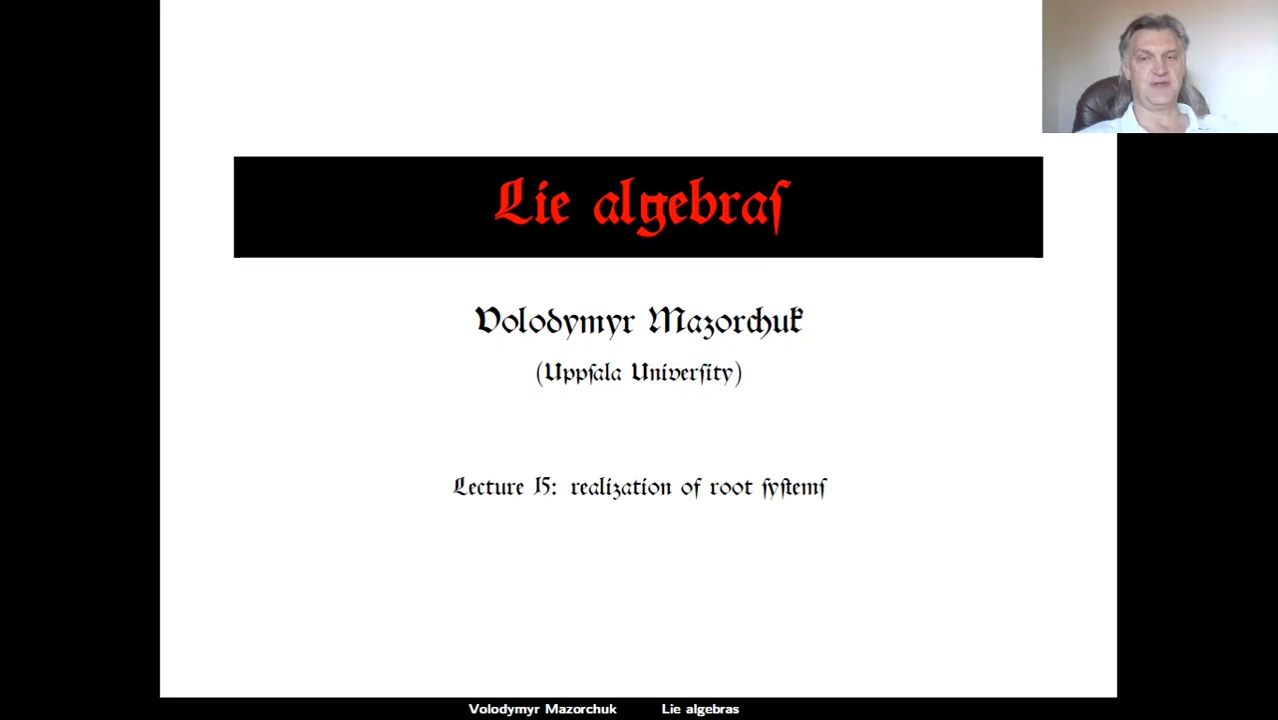 Lie algebraſ
Volodymyr Mazorchuk
(Uppſala Univerſity)
Lecture 15: realization of root ſyſtemſ
Volodymyr Mazorchuk Lie algebras